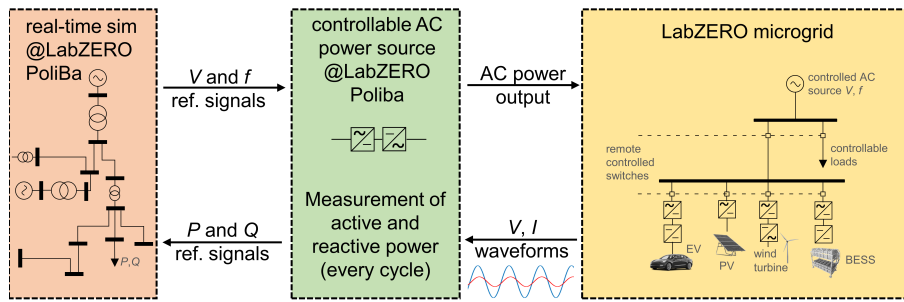 real-time sim
@LabZERO
PoliBa
P,Q
V and f
ref. signals
P and Q
ref. signals
controllable AC
power source
@LabZERO
Poliba
Measurement of
active and
reactive power
(every cycle)
AC power
output
V, I
waveforms
LabZERO microgrid
controlled AC
source V, f
remote
controlled
switches
controllable
loads
EV
PV
wind
turbine
BESS